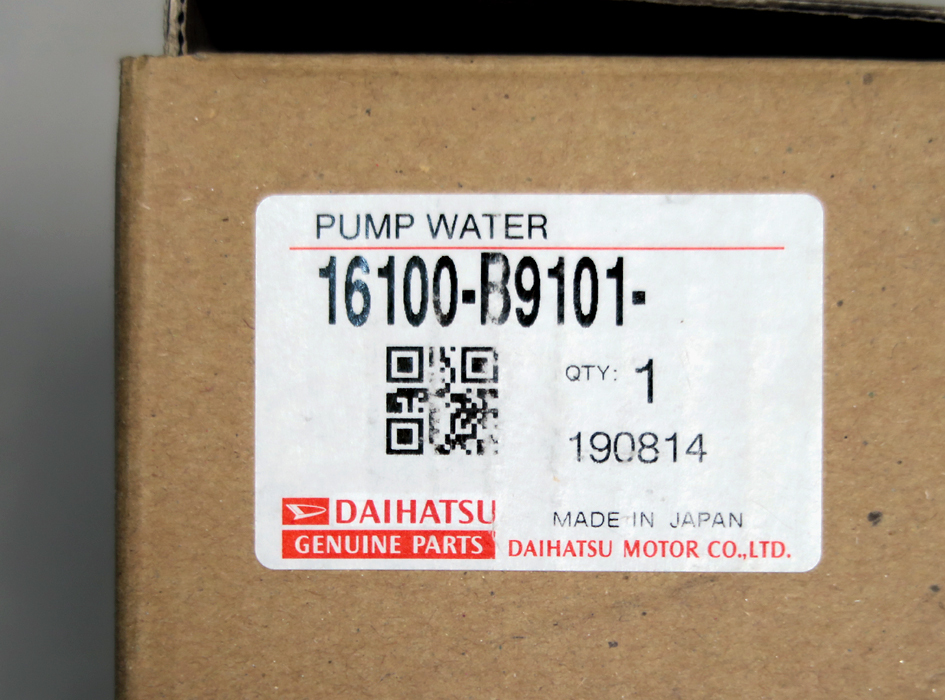 PUMP WATER
16100-B9101-
QTY: 1
190814
DAIHATSU
GENUINE PARTS
MADE IN JAPAN
DAIHATSU MOTOR CO.,LTD.